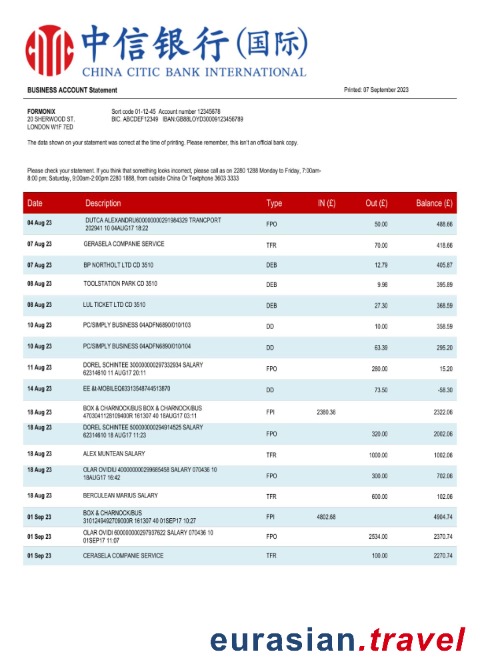 中信银行(国际)
CHINA CITIC BANK INTERNATIONAL
BUSINESS ACCOUNT Statement Printed: 07 September 2023
FORMONIX Sort code 01-12-45 Account number 12345678
20 SHERWOOD ST. BIC. ABCDEF12349 IBAN:GB88LOYD30009123456789
LONDON W1F 7ED
The data shown on your statement was correct at the time of printing. Please remember, this isn't an official bank copy.
Please check your statement. If you think that something looks incorrect, please call as on 2280 1288 Monday to Friday, 7:00am-
8:00 pm; Saturday, 9:00am-2:00pm 2280 1888, from outside China Or Textphone 3603 3333
Date Description Type IN (£) Out (£) Balance (£)
04 Aug 23 DUTCA ALEXANDRU600000000291984329 TRANCPORT FPO 50.00 488.66
202941 10 04AUG17 18:22
07 Aug 23 GERASELA COMPANIE SERVICE TFR 70.00 418.66
07 Aug 23 BP NORTHOLT LTD CD 3510 DEB 12.79 405.87
08 Aug 23 TOOLSTATION PARK CD 3510 DEB 9.98 395.89
08 Aug 23 LUL TICKET LTD CD 3510 DEB 27.30 368.59
10 Aug 23 PC/SIMPLY BUSINESS 04ADFN6890/010/103 DD 10.00 358.59
10 Aug 23 PC/SIMPLY BUSINESS 04ADFN6890/010/104 DD 63.39 295.20
11 Aug 23 DOREL SCHINTEE 300000000297332934 SALARY FPO 280.00 15.20
62314610 11 AUG17 20:11
14 Aug 23 EE &t-MOBILEQ83313548744513870 DD 73.50 -58.30
18 Aug 23 BOX & CHARNOCK/BUS BOX & CHARNOCK/BUS FPI 2380.36 2322.06
4703041128109400R 161307 40 18AUG17 03:11
18 Aug 23 DOREL SCHINTEE 500000000294914525 SALARY FPO 320.00 2002.06
62314610 18 AUG17 11:23
18 Aug 23 ALEX MUNTEAN SALARY TFR 1000.00 1002.06
18 Aug 23 OLAR OVIDIU 400000000299685458 SALARY 070436 10 FPO 300.00 702.06
18AUG17 16:42
18 Aug 23 BERCULEAN MARIUS SALARY TFR 600.00 102.06
01 Sep 23 BOX & CHARNOCK/BUS FPI 4802.68 4904.74
3101249492709000R 161307 40 01SEP17 10:27
01 Sep 23 OLAR OVIDI 600000000297937622 SALARY 070436 10 FPO 2534.00 2370.74
01SEP17 11:07
01 Sep 23 CERASELA COMPANIE SERVICE TFR 100.00 2270.74
eurasian.travel